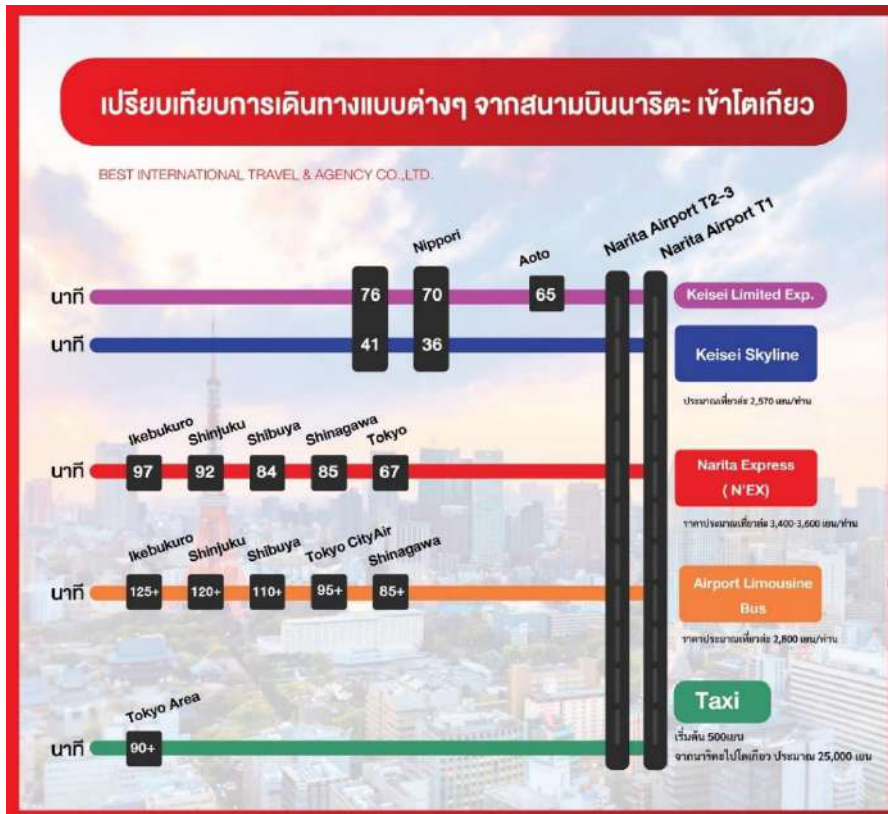 เปรียบเทียบการเดินทางแบบต่างๆ จากสนามบินนาริตะ เข้าโตเกียว
BEST INTERNATIONAL TRAVEL & AGENCY CO.,LTD.
Nippori
Aoto
Narita Airport T2-3
Narita Airport T1
นาที 76 70 65 Keisei Limited Exp.
นาที 41 36 Keisei Skyline
ประมาณเที่ยวละ 2,570 เยน/ท่าน
Ikebukuro Shinjuku Shibuya Shinagawa Tokyo
นาที 97 92 84 85 67 Narita Express
( N'EX)
ราคาประมาณเที่ยวละ 3,400-3,600 เยน/ท่าน
Ikebukuro Shinjuku Shibuya Tokyo CityAir Shinagawa
นาที 125+ 120+ 110+ 95+ 85+ Airport Limousine
Bus
ราคาประมาณเที่ยวละ 2,800 เยน/ท่าน
Tokyo Area
Taxi
นาที 90+
เริ่มต้น 500เยน
จากนาริตะไปโตเกียว ประมาณ 25,000 เยน